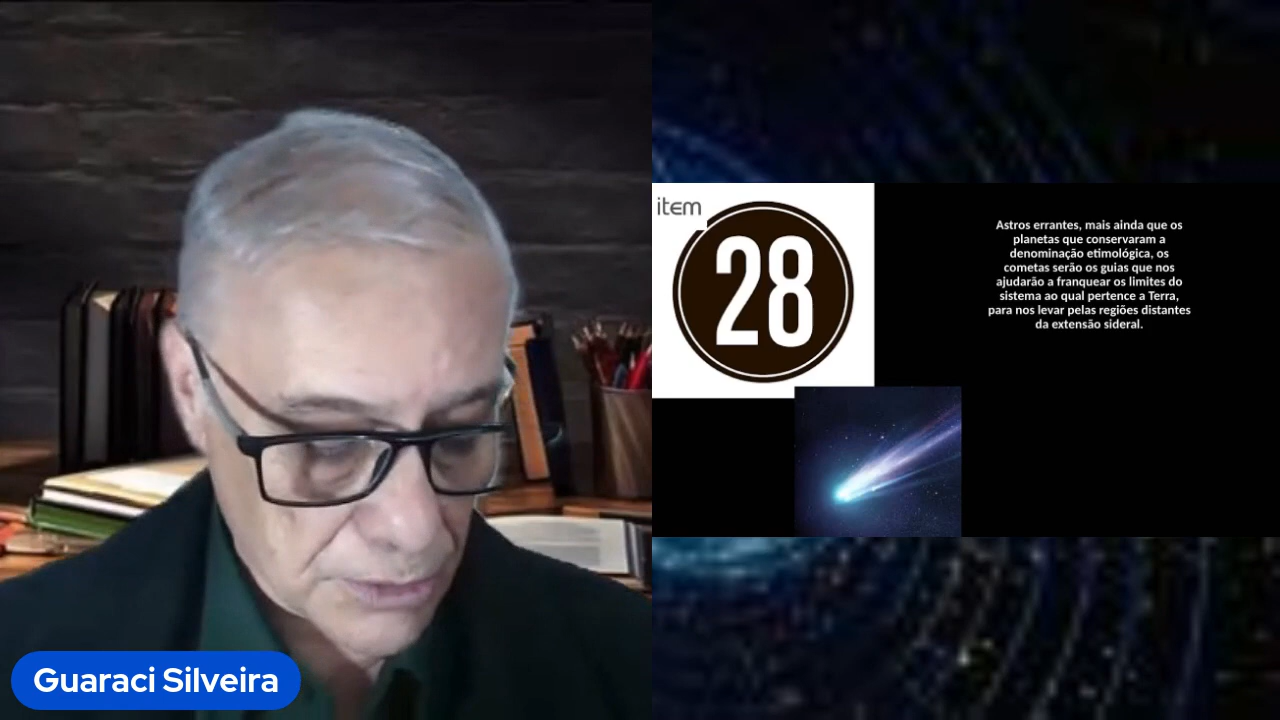 item
28
Astros errantes, mais ainda que os
planetas que conservaram a
denominação etimológica, os
cometas serão os guias que nos
ajudarão a franquear os limites do
sistema ao qual pertence a Terra,
para nos levar pelas regiões distantes
da extensão sideral.
Guaraci Silveira